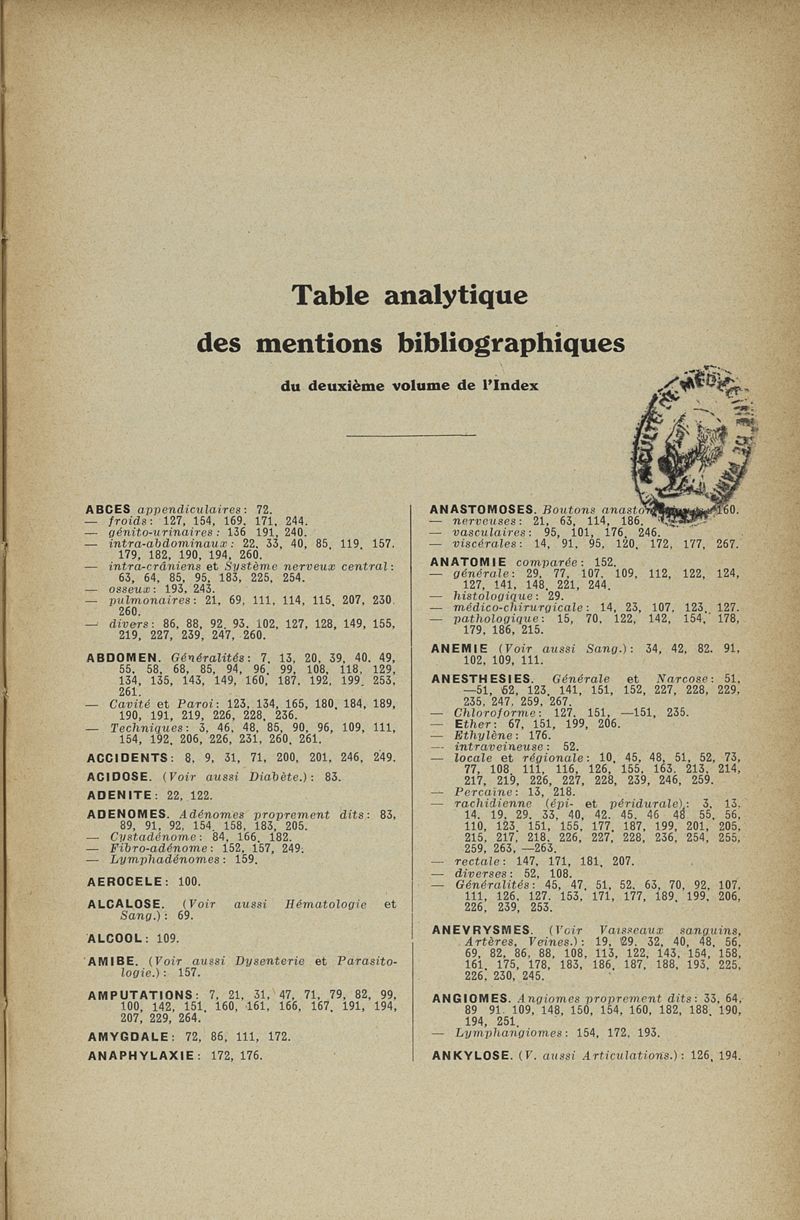 Table analytique
des mentions bibliographiques
du deuxième volume de l'Index
ABCES appendiculaires: 72.
— froids: 127, 154, 169, 171, 244.
— génito-urinaires: 136 191, 240.
— intra-abdominaux: 22, 33, 40, 85, 119, 157.
179, 182, 190, 194, 260.
— intra-crâniens et Système nerveux central:
63, 64, 85, 95, 183, 225, 254.
— osseux: 193, 243.
— pulmonaires: 21, 69, 111, 114, 115, 207, 230
260.
— divers: 86, 88, 92, 93, 102, 127, 128, 149, 155,
219, 227, 239, 247, 260.
ABDOMEN. Généralités: 7, 13, 20, 39, 40, 49,
55, 58, 68, 85, 94, 96, 99, 108, 118, 129,
134, 135, 143, 149, 160, 187, 192, 199, 253,
261.
— Cavité et Paroi: 123, 134, 165, 180, 184, 189,
190, 191, 219, 226, 228, 236.
— Techniques: 3, 46, 48, 85, 90, 96, 109, 111,
154, 192, 206, 226, 231, 260, 261.
ACCIDENTS: 8, 9, 31, 71, 200, 201, 246, 249.
ACIDOSE. (Voir aussi Diabète.): 83.
ADENITE: 22, 122.
ADENOMES. Adénomes proprement dits: 83,
89, 91, 92, 154, 158, 183, 205.
— Cystadénome: 84, 166, 182.
— Fibro-adénome: 152, 157, 249.
— Lymphadénomes: 159.
AEROCELE: 100.
ALCALOSE. (Voir aussi Hématologie et
Sang.): 69.
ALCOOL: 109.
AMIBE. (Voir aussi Dysenterie et Parasito-
logie.): 157.
AMPUTATIONS: 7, 21, 31, 47, 71, 79, 82, 99,
100, 142, 151, 160, 161, 166, 167, 191, 194,
207, 229, 264.
AMYGDALE: 72, 86, 111, 172.
ANAPHYLAXIE: 172, 176.
ANASTOMOSES. Boutons anasto 160.
— nerveuses: 21, 63, 114, 186,
— vasculaires: 95, 101, 176, 246.
— viscérales: 14, 91, 95, 120, 172, 177, 267.
ANATOMIE comparée: 152.
— générale: 29, 77, 107, 109, 112, 122, 124,
127, 141, 148, 221, 244.
— histologique: 29.
— médico-chirurgicale: 14, 23, 107, 123, 127.
— pathologique: 15, 70, 122, 142, 154, 178,
179, 186, 215.
ANEMIE (Voir aussi Sang.): 34, 42, 82, 91,
102, 109, 111.
ANESTHESIES. Générale et Narcose: 51,
—51, 52, 123, 141, 151, 152, 227, 228, 229,
235, 247, 259, 267.
— Chloroforme: 127, 151, —151, 235.
— Ether: 67, 151, 199, 206.
— Ethylène: 176.
— intraveineuse: 52.
— locale et régionale: 10, 45, 48, 51, 52, 73,
77, 108, 111, 116, 126, 155, 163, 213, 214,
217, 219, 226, 227, 228, 239, 246, 259.
— Percaïne: 13, 218.
— rachidienne (épi- et péridurale): 3, 13.
14, 19, 29, 33, 40, 42, 45, 46 48 55, 56,
110, 123, 151, 155, 177, 187, 199, 201, 205,
215, 217, 218, 226, 227, 228, 236, 254, 255,
259, 263, —263.
— rectale: 147, 171, 181, 207.
— diverses: 52, 108.
— Généralités: 45, 47, 51, 52, 63, 70, 92, 107,
111, 126, 127, 153, 171, 177, 189, 199, 206,
226, 239, 253.
ANEVRYSMES. (Voir Vaisseaux sanguins,
Artères, Veines.): 19, 29, 32, 40, 48, 56,
69, 82, 86, 88, 108, 113, 122, 143, 154, 158,
161, 175, 178, 183, 186, 187, 188, 193, 225,
226, 230, 245.
ANGIOMES. Angiomes proprement dits: 33, 64,
89 91, 109, 148, 150, 154, 160, 182, 188, 190,
194, 251.
— Lymphangiomes: 154, 172, 193.
ANKYLOSE. (V. aussi Articulations.): 126, 194.